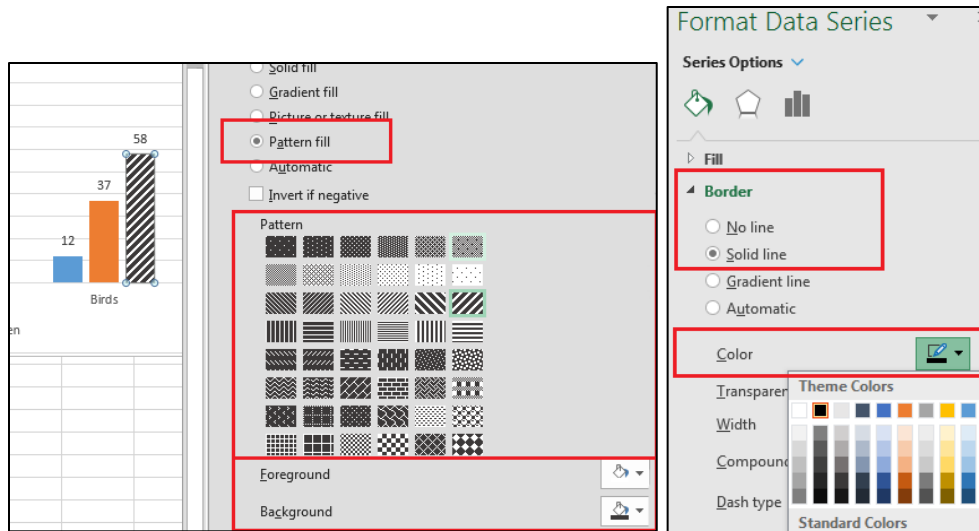 Solid fill
Gradient fill
Picture or texture fill
Pattern fill
Automatic
Invert if negative
Pattern
Foreground
Background
58
37
12
Birds
en
Format Data Series
Series Options
Fill
Border
No line
Solid line
Gradient line
Automatic
Color
Theme Colors
Transparen
Width
Compound
Dash type
Standard Colors